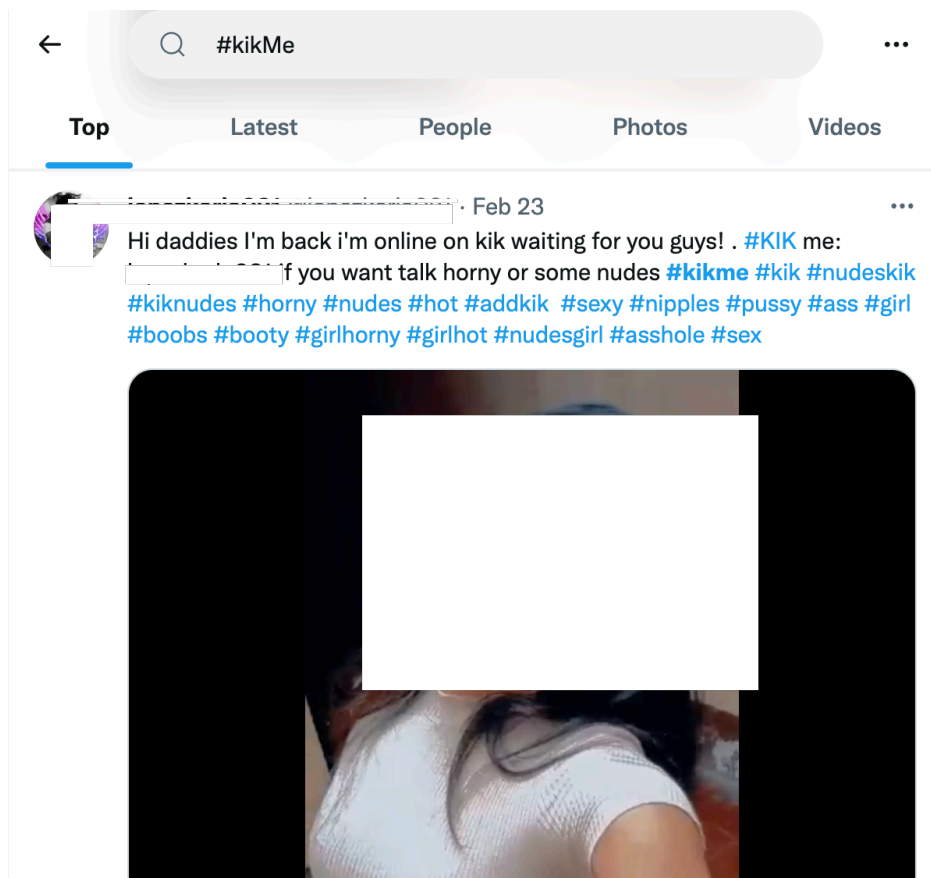 #kikMe
Top Latest People Photos Videos
· Feb 23
Hi daddies I'm back i'm online on kik waiting for you guys! . #KIK me:
if you want talk horny or some nudes #kikme #kik #nudeskik
#kiknudes #horny #nudes #hot #addkik #sexy #nipples #pussy #ass #girl
#boobs #booty #girlhorny #girlhot #nudesgirl #asshole #sex